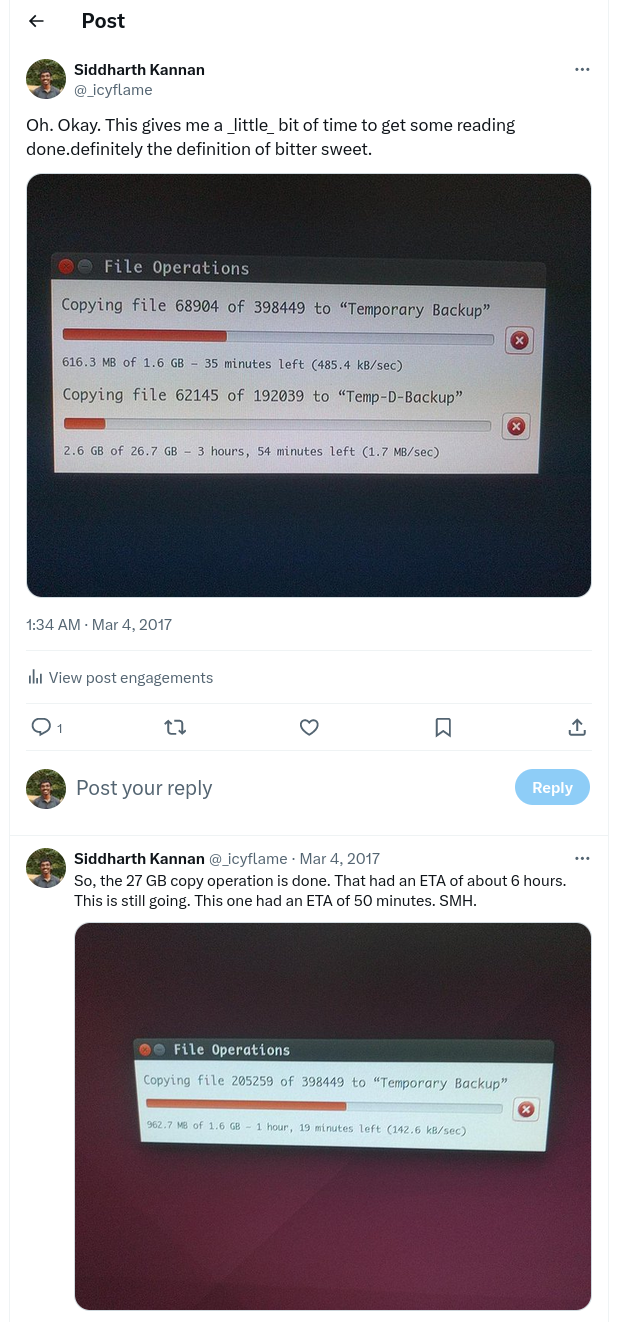 Post
Siddharth Kannan
@_icyflame
Oh. Okay. This gives me a _little_ bit of time to get some reading
done.definitely the definition of bitter sweet.
File Operations
Copying file 68904 of 398449 to “Temporary Backup”
616.3 MB of 1.6 GB – 35 minutes left (485.4 kB/sec)
Copying file 62145 of 192039 to “Temp-D-Backup”
2.6 GB of 26.7 GB – 3 hours, 54 minutes left (1.7 MB/sec)
1:34 AM · Mar 4, 2017
View post engagements
1
Post your reply
Reply
Siddharth Kannan @_icyflame · Mar 4, 2017
So, the 27 GB copy operation is done. That had an ETA of about 6 hours.
This is still going. This one had an ETA of 50 minutes. SMH.
File Operations
Copying file 205259 of 398449 to “Temporary Backup”
962.7 MB of 1.6 GB – 1 hour, 19 minutes left (142.6 kB/sec)